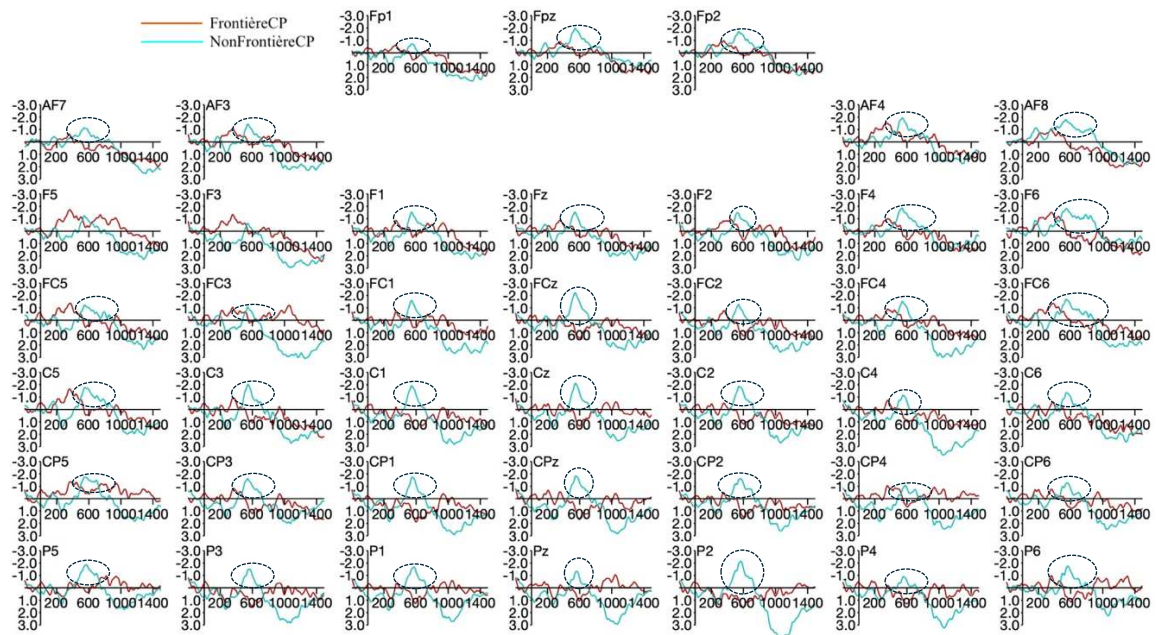 FrontièreCP
NonFrontièreCP
-3.0 Fp1 -3.0 Fpz -3.0 Fp2
-2.0 -2.0 -2.0
-1.0 -1.0 -1.0
200 600 1000 1400 200 600 1000 1400 200 600 1000 1400
1.0 1.0 1.0
2.0 2.0 2.0
3.0 3.0 3.0
-3.0 AF7 -3.0 AF3 -3.0 AF4 -3.0 AF8
-2.0 -2.0 -2.0 -2.0
-1.0 -1.0 -1.0 -1.0
200 600 1000 1400 200 600 1000 1400 200 600 1000 1400 200 600 1000 1400
1.0 1.0 1.0 1.0
2.0 2.0 2.0 2.0
3.0 3.0 3.0 3.0
-3.0 F5 -3.0 F3 -3.0 F1 -3.0 Fz -3.0 F2 -3.0 F4 -3.0 F6
-2.0 -2.0 -2.0 -2.0 -2.0 -2.0 -2.0
-1.0 -1.0 -1.0 -1.0 -1.0 -1.0 -1.0
200 600 1000 1400 200 600 1000 1400 200 600 1000 1400 200 600 1000 1400 200 600 1000 1400 200 600 1000 1400 200 600 1000 1400
1.0 1.0 1.0 1.0 1.0 1.0 1.0
2.0 2.0 2.0 2.0 2.0 2.0 2.0
3.0 3.0 3.0 3.0 3.0 3.0 3.0
-3.0 FC5 -3.0 FC3 -3.0 FC1 -3.0 FCz -3.0 FC2 -3.0 FC4 -3.0 FC6
-2.0 -2.0 -2.0 -2.0 -2.0 -2.0 -2.0
-1.0 -1.0 -1.0 -1.0 -1.0 -1.0 -1.0
200 600 1000 1400 200 600 1000 1400 200 600 1000 1400 200 600 1000 1400 200 600 1000 1400 200 600 1000 1400 200 600 1000 1400
1.0 1.0 1.0 1.0 1.0 1.0 1.0
2.0 2.0 2.0 2.0 2.0 2.0 2.0
3.0 3.0 3.0 3.0 3.0 3.0 3.0
-3.0 C5 -3.0 C3 -3.0 C1 -3.0 Cz -3.0 C2 -3.0 C4 -3.0 C6
-2.0 -2.0 -2.0 -2.0 -2.0 -2.0 -2.0
-1.0 -1.0 -1.0 -1.0 -1.0 -1.0 -1.0
200 600 1000 1400 200 600 1000 1400 200 600 1000 1400 200 600 1000 1400 200 600 1000 1400 200 600 1000 1400 200 600 1000 1400
1.0 1.0 1.0 1.0 1.0 1.0 1.0
2.0 2.0 2.0 2.0 2.0 2.0 2.0
3.0 3.0 3.0 3.0 3.0 3.0 3.0
-3.0 CP5 -3.0 CP3 -3.0 CP1 -3.0 CPz -3.0 CP2 -3.0 CP4 -3.0 CP6
-2.0 -2.0 -2.0 -2.0 -2.0 -2.0 -2.0
-1.0 -1.0 -1.0 -1.0 -1.0 -1.0 -1.0
200 600 1000 1400 200 600 1000 1400 200 600 1000 1400 200 600 1000 1400 200 600 1000 1400 200 600 1000 1400 200 600 1000 1400
1.0 1.0 1.0 1.0 1.0 1.0 1.0
2.0 2.0 2.0 2.0 2.0 2.0 2.0
3.0 3.0 3.0 3.0 3.0 3.0 3.0
-3.0 P5 -3.0 P3 -3.0 P1 -3.0 Pz -3.0 P2 -3.0 P4 -3.0 P6
-2.0 -2.0 -2.0 -2.0 -2.0 -2.0 -2.0
-1.0 -1.0 -1.0 -1.0 -1.0 -1.0 -1.0
200 600 1000 1400 200 600 1000 1400 200 600 1000 1400 200 600 1000 1400 200 600 1000 1400 200 600 1000 1400 200 600 1000 1400
1.0 1.0 1.0 1.0 1.0 1.0 1.0
2.0 2.0 2.0 2.0 2.0 2.0 2.0
3.0 3.0 3.0 3.0 3.0 3.0 3.0